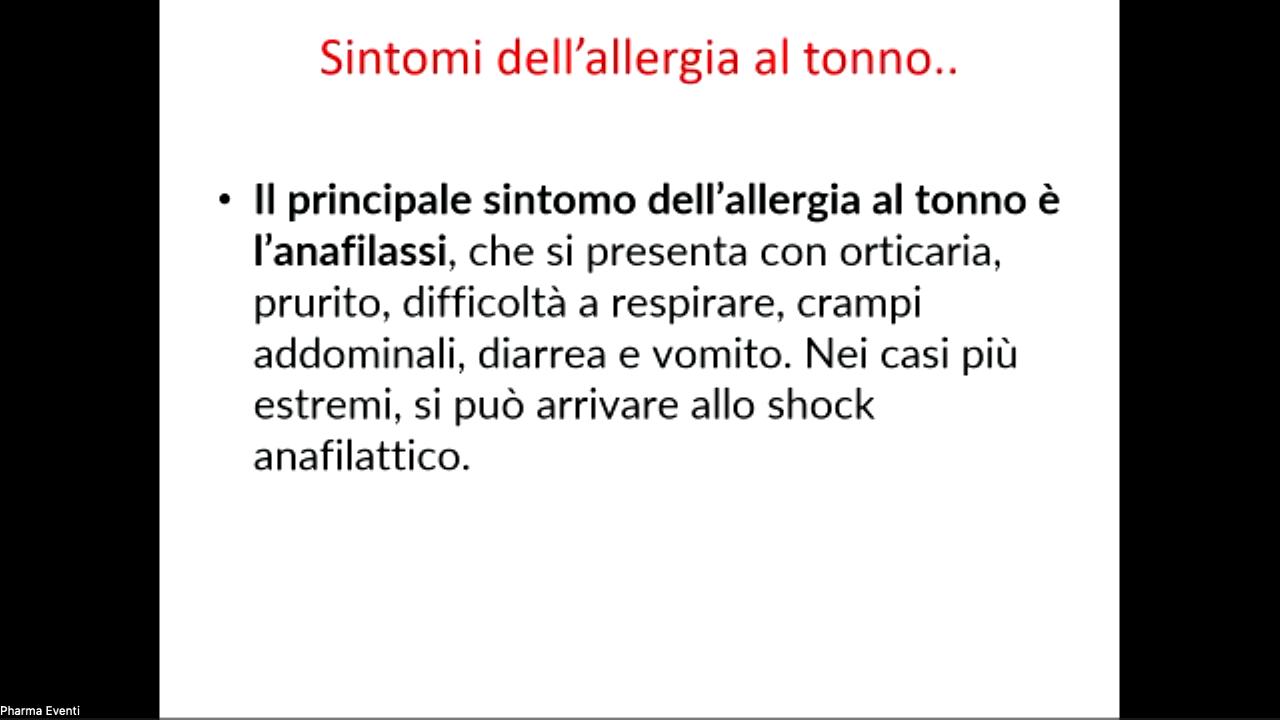 Sintomi dell’allergia al tonno..
• Il principale sintomo dell’allergia al tonno è
l’anafilassi, che si presenta con orticaria,
prurito, difficoltà a respirare, crampi
addominali, diarrea e vomito. Nei casi più
estremi, si può arrivare allo shock
anafilattico.
Pharma Eventi